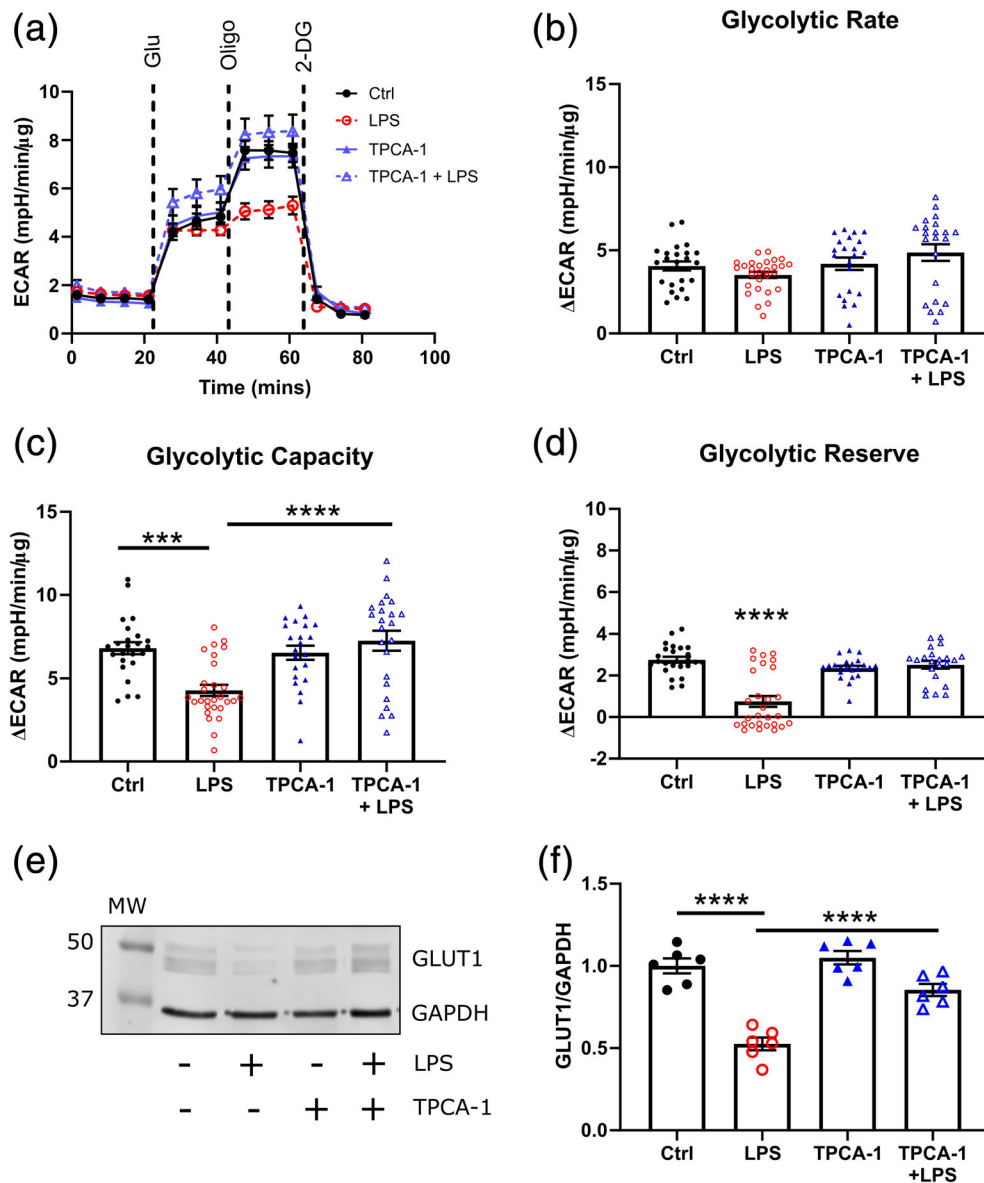 (a)
Glu
Oligo
2-DG
Ctrl
LPS
TPCA-1
TPCA-1 + LPS
ECAR (mpH/min/µg)
10
8
6
4
2
0
0
20
40
60
80
100
Time (mins)
(b)
Glycolytic Rate
ΔECAR (mpH/min/µg)
15
10
5
0
Ctrl
LPS
TPCA-1
TPCA-1
+ LPS
(c)
Glycolytic Capacity
ΔECAR (mpH/min/µg)
15
10
5
0
***
****
Ctrl
LPS
TPCA-1
TPCA-1
+ LPS
(d)
Glycolytic Reserve
ΔECAR (mpH/min/µg)
10
8
6
4
2
0
-2
****
Ctrl
LPS
TPCA-1
TPCA-1
+ LPS
(e)
MW
50
37
GLUT1
GAPDH
- + - + LPS
- - + + TPCA-1
(f)
GLUT1/GAPDH
1.5
1.0
0.5
0.0
****
****
Ctrl
LPS
TPCA-1
TPCA-1
+LPS